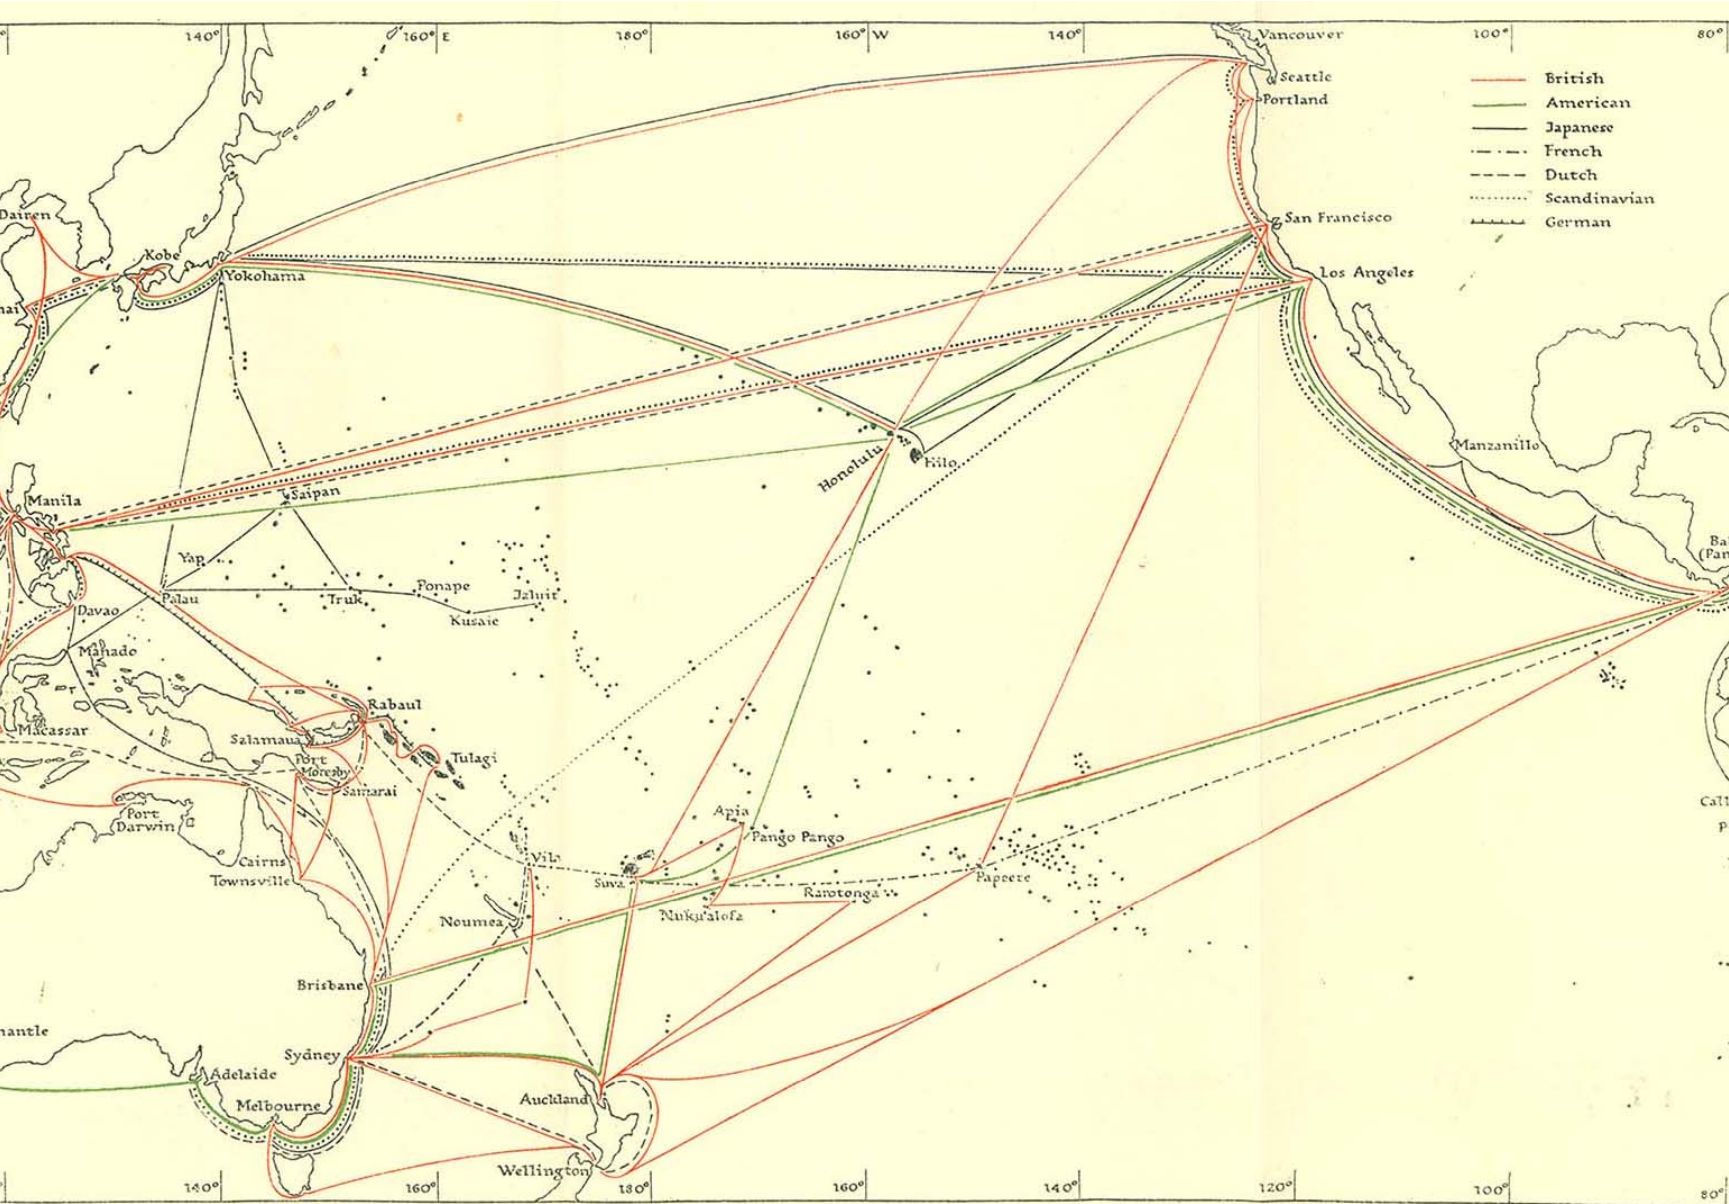 140°
160° E
180°
160° W
140°
100°
80°
Vancouver
Seattle
Portland
British
American
Japanese
French
Dutch
Scandinavian
German
Dairen
San Francisco
Kobe
Yokohama
Los Angeles
Manzanillo
Honolulu
Hilo
Manila
Saipan
Yap
Palau
Truk
Ponape
Kusaie
Jaluit
Davao
Mañado
Rabaul
Macassar
Salamaua
Tulagi
Port
Moresby
Samarai
Port
Darwin
Apia
Pango Pango
Cairns
Vila
Townsville
Suva
Papeete
Rarotonga
Nuku'alofa
Noumea
Brisbane
Sydney
Adelaide
Auckland
Melbourne
Wellington
140°
160°
180°
160°
140°
120°
100°
80°